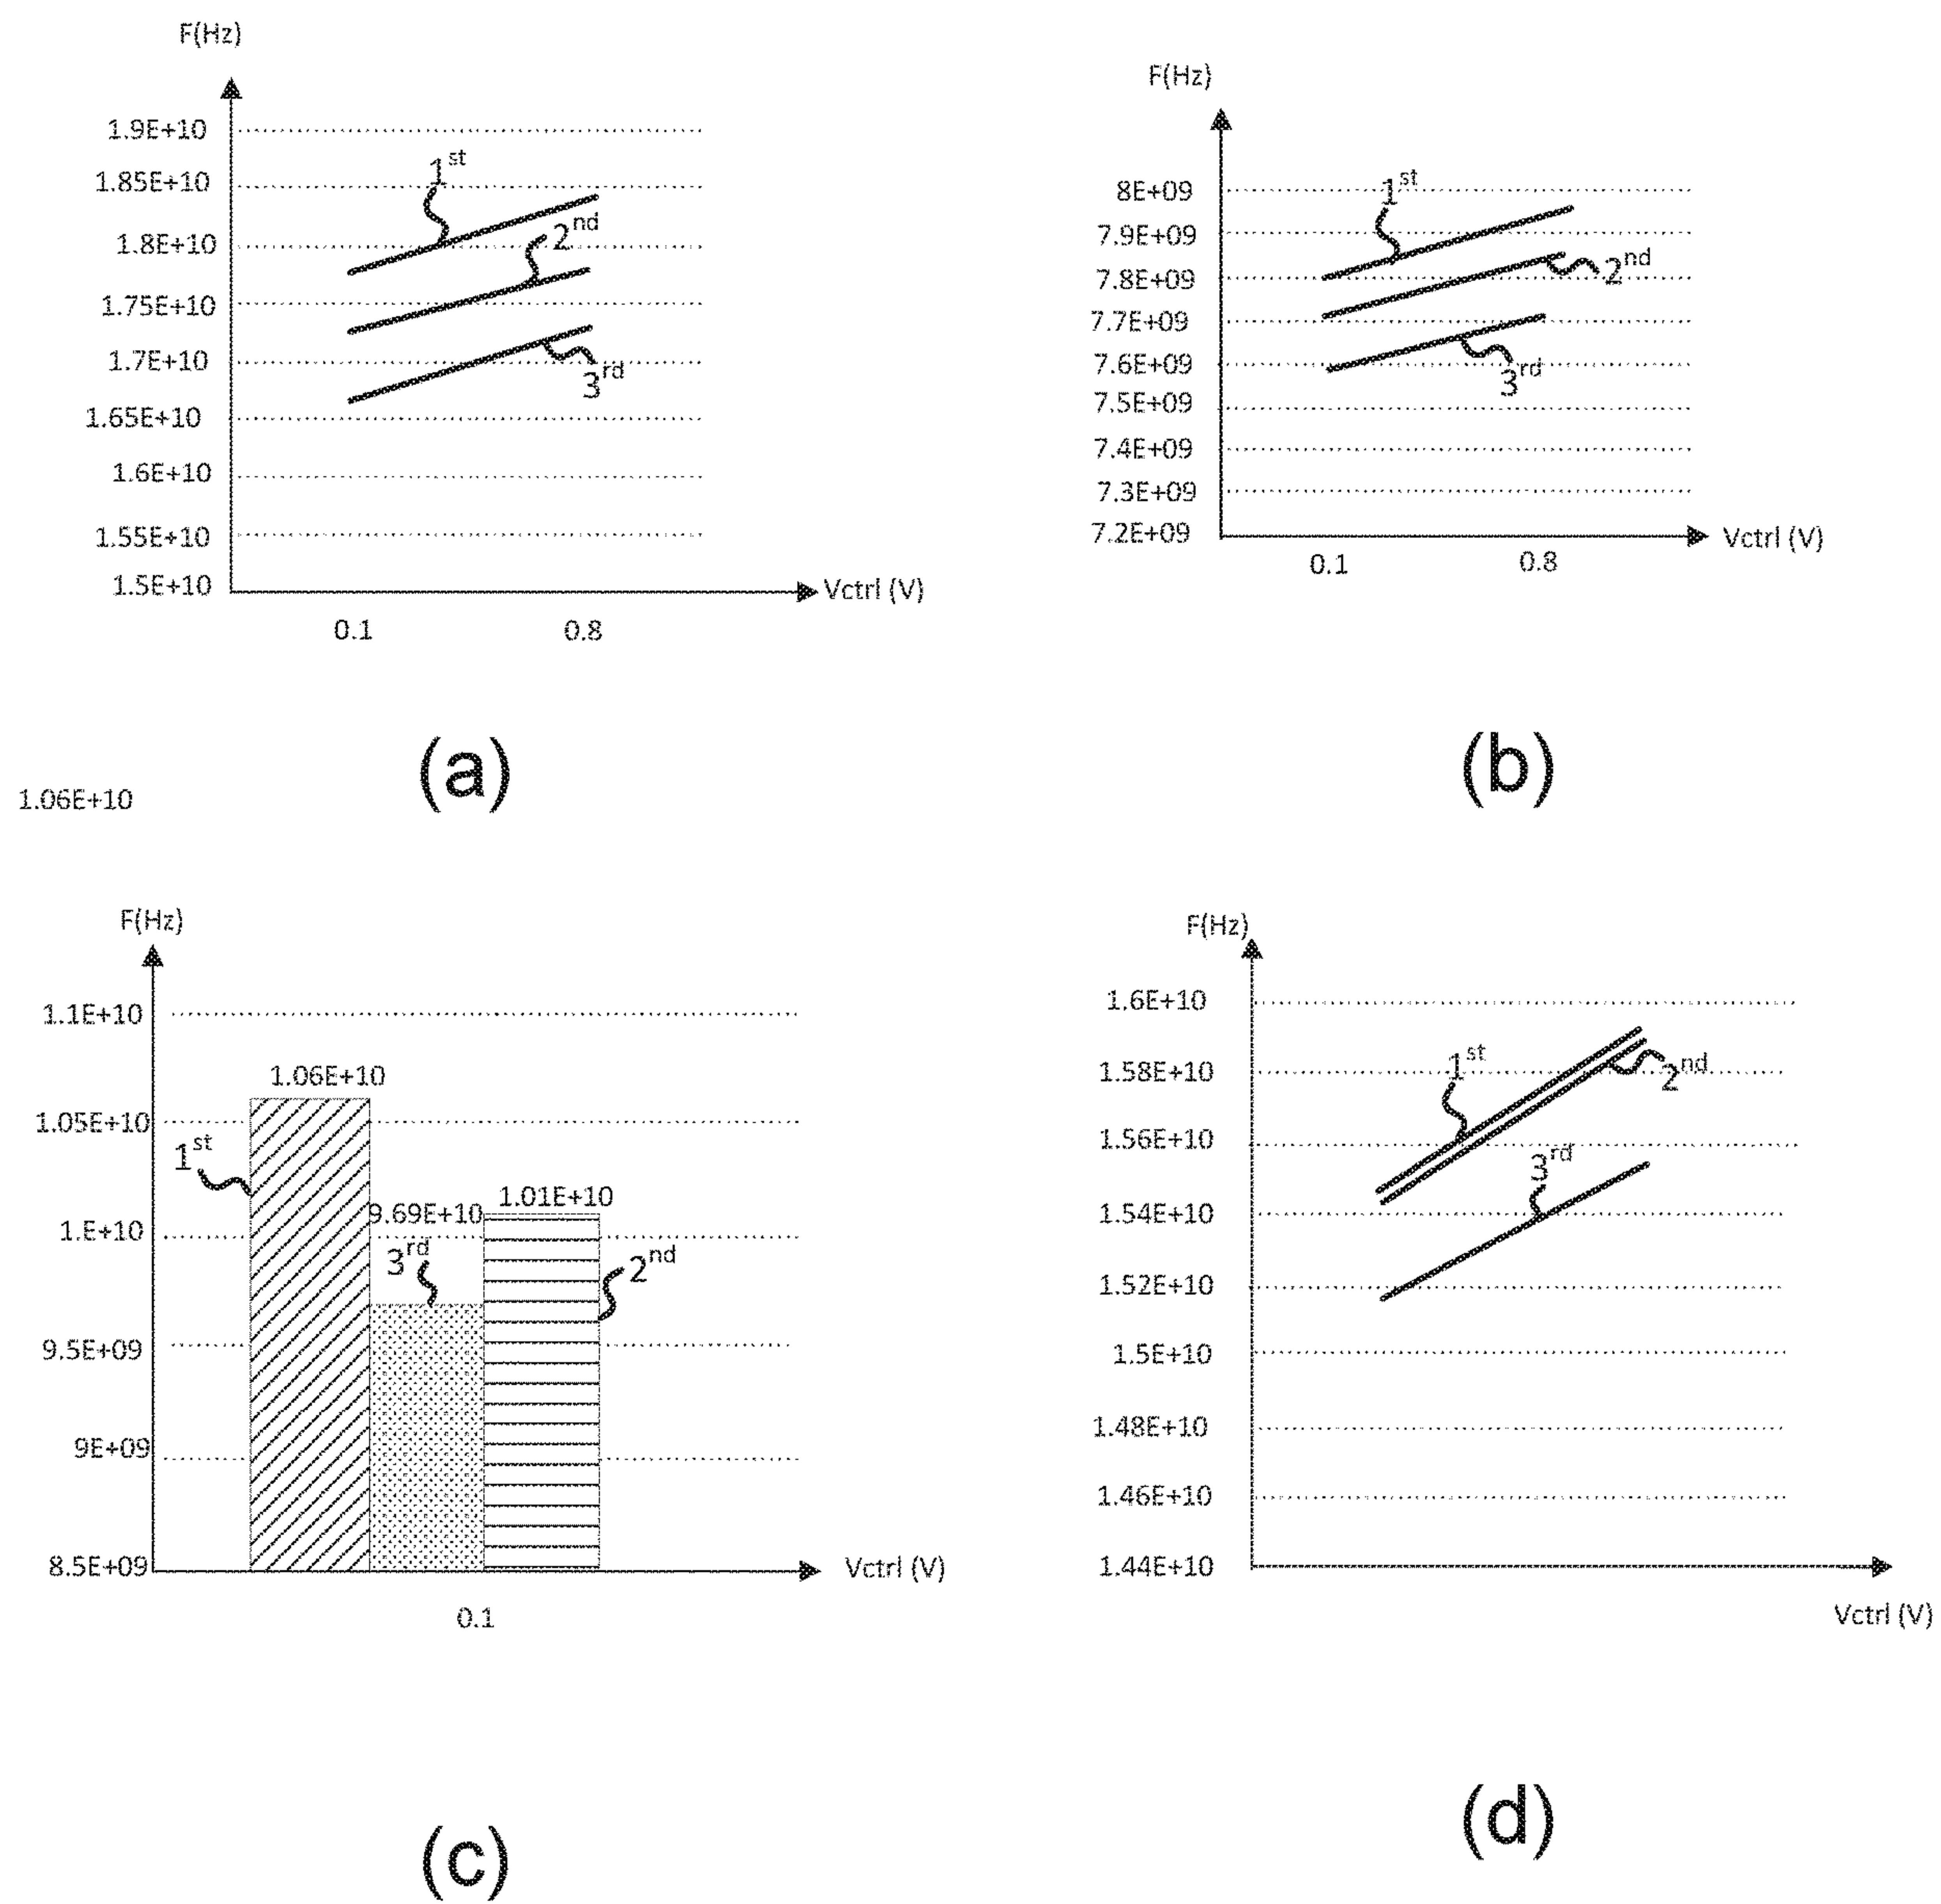 F(Hz)
1.9E+10
1.85E+10
1.8E+10
1.75E+10
1.7E+10
1.65E+10
1.6E+10
1.55E+10
1.5E+10
1st
2nd
3rd
0.1
0.8
Vctrl (V)
(a)
F(Hz)
8E+09
7.9E+09
7.8E+09
7.7E+09
7.6E+09
7.5E+09
7.4E+09
7.3E+09
7.2E+09
1st
2nd
3rd
0.1
0.8
Vctrl (V)
(b)
1.06E+10
F(Hz)
1.1E+10
1.05E+10
1.E+10
9.5E+09
9E+09
8.5E+09
1.06E+10
1st
9.69E+10
3rd
1.01E+10
2nd
0.1
Vctrl (V)
(c)
F(Hz)
1.6E+10
1.58E+10
1.56E+10
1.54E+10
1.52E+10
1.5E+10
1.48E+10
1.46E+10
1.44E+10
1st
2nd
3rd
Vctrl (V)
(d)